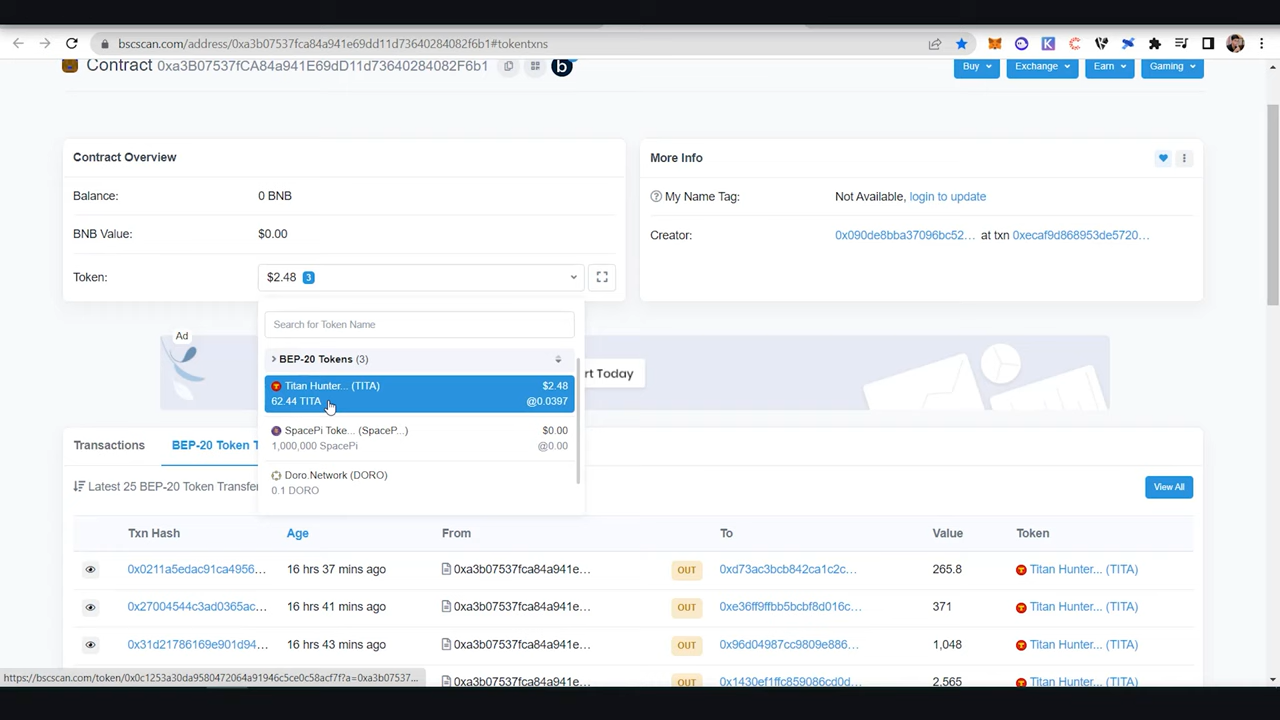 bscscan.com/address/0xa3b07537fca84a941e69dd11d73640284082f6b1#tokentxns
Contract 0xa3B07537fCA84a941E69dD11d73640284082F6b1
Buy Exchange Earn Gaming
Contract Overview
Balance: 0 BNB
BNB Value: $0.00
Token: $2.48 3
More Info
My Name Tag: Not Available, login to update
Creator: 0x090de8bba37096bc52... at txn 0xecaf9d868953de5720...
Search for Token Name
BEP-20 Tokens (3)
Titan Hunter... (TITA) $2.48
62.44 TITA @0.0397
SpacePi Toke... (SpaceP...) $0.00
1,000,000 SpacePi @0.00
Doro.Network (DORO)
0.1 DORO
Ad
rt Today
Transactions BEP-20 Token T
Latest 25 BEP-20 Token Transfer
View All
Txn Hash Age From To Value Token
0x0211a5edac91ca4956... 16 hrs 37 mins ago 0xa3b07537fca84a941e... OUT 0xd73ac3bcb842ca1c2c... 265.8 Titan Hunter... (TITA)
0x27004544c3ad0365ac... 16 hrs 41 mins ago 0xa3b07537fca84a941e... OUT 0xe36ff9ffbb5bcbf8d016c... 371 Titan Hunter... (TITA)
0x31d21786169e901d94... 16 hrs 43 mins ago 0xa3b07537fca84a941e... OUT 0x96d04987cc9809e886... 1,048 Titan Hunter... (TITA)
OUT 0x1430ef1ffc859086cd0d... 2,565 Titan Hunter... (TITA)
https://bscscan.com/token/0x0c1253a30da9580472064a91946c5ce0c58acf7f?a=0xa3b07537...